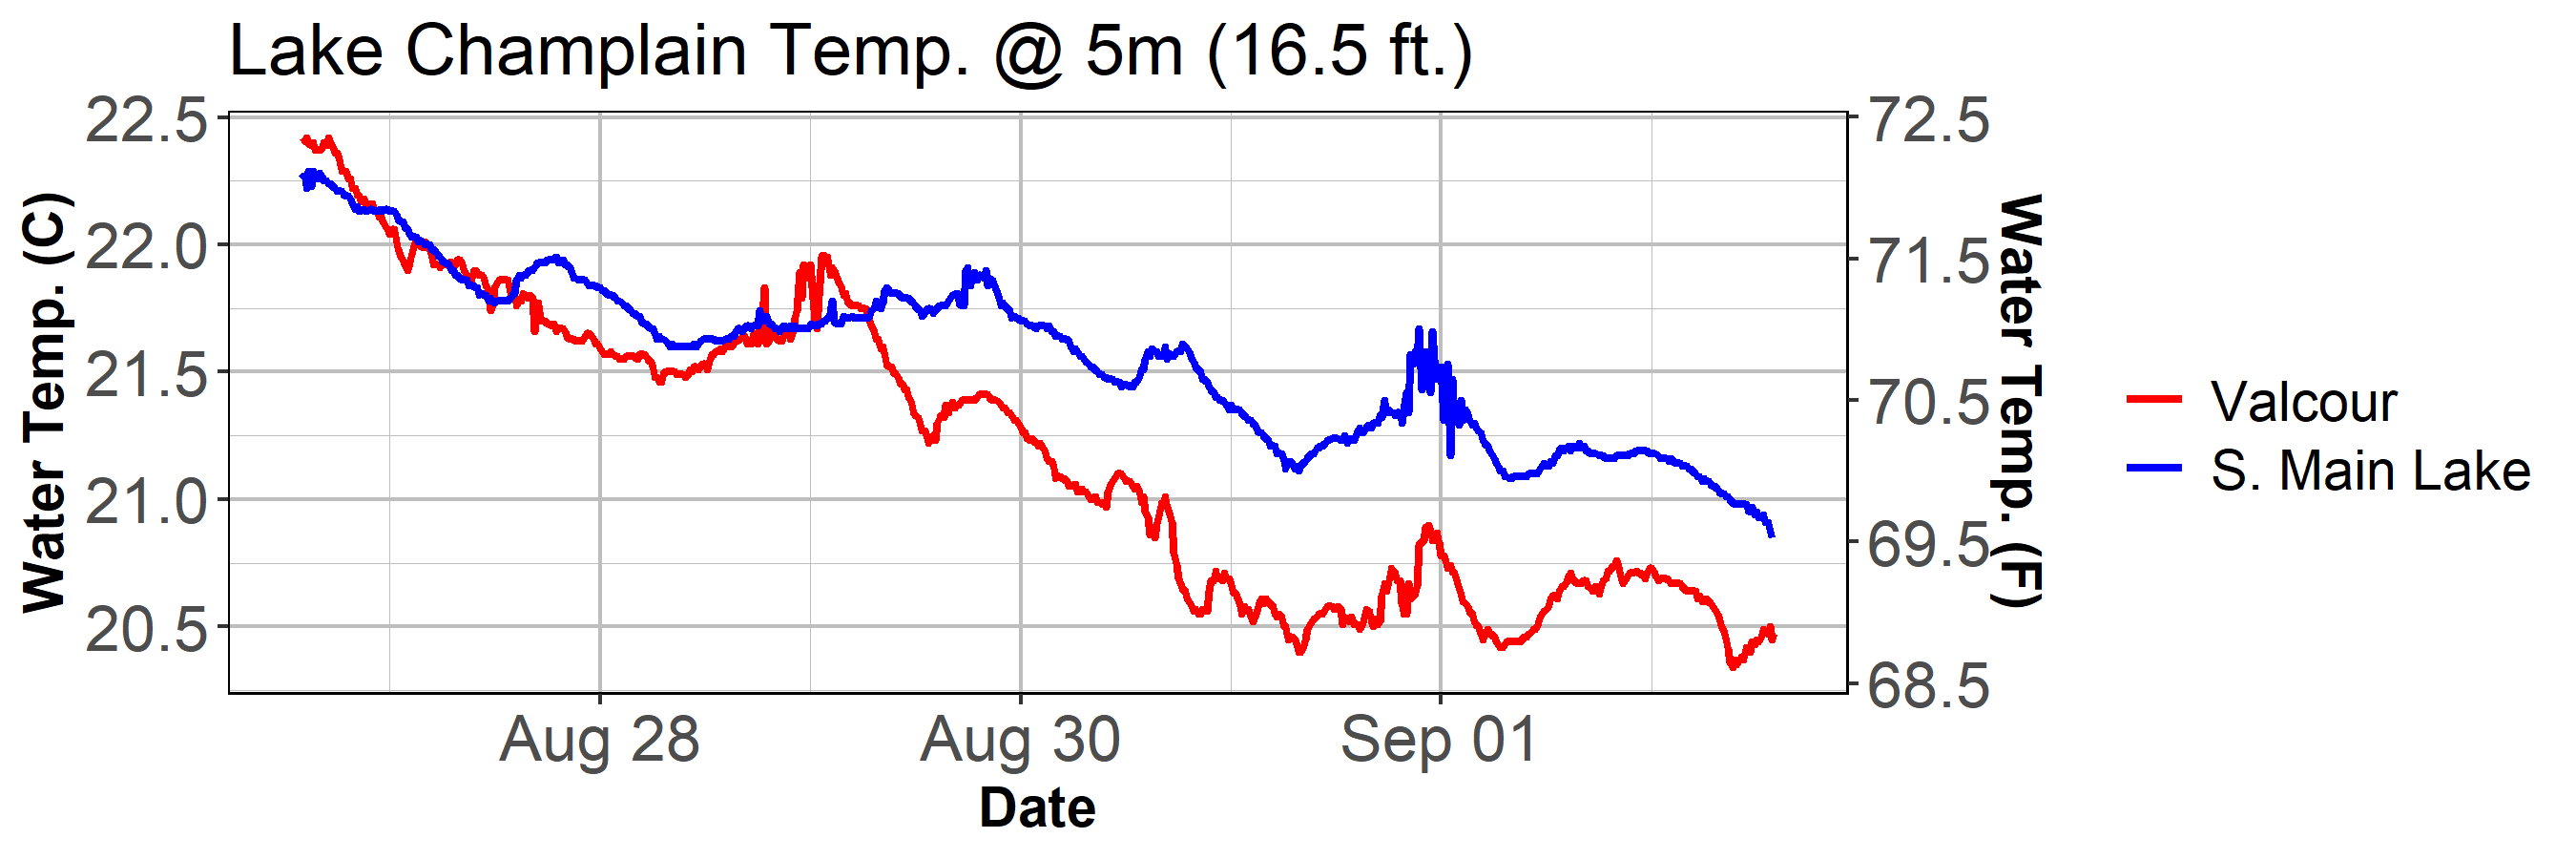 Lake Champlain Temp. @ 5m (16.5 ft.)
Water Temp. (C)
22.5
22.0
21.5
21.0
20.5
72.5
71.5
70.5
69.5
68.5
Water Temp. (F)
Aug 28
Aug 30
Sep 01
Date
Valcour
S. Main Lake